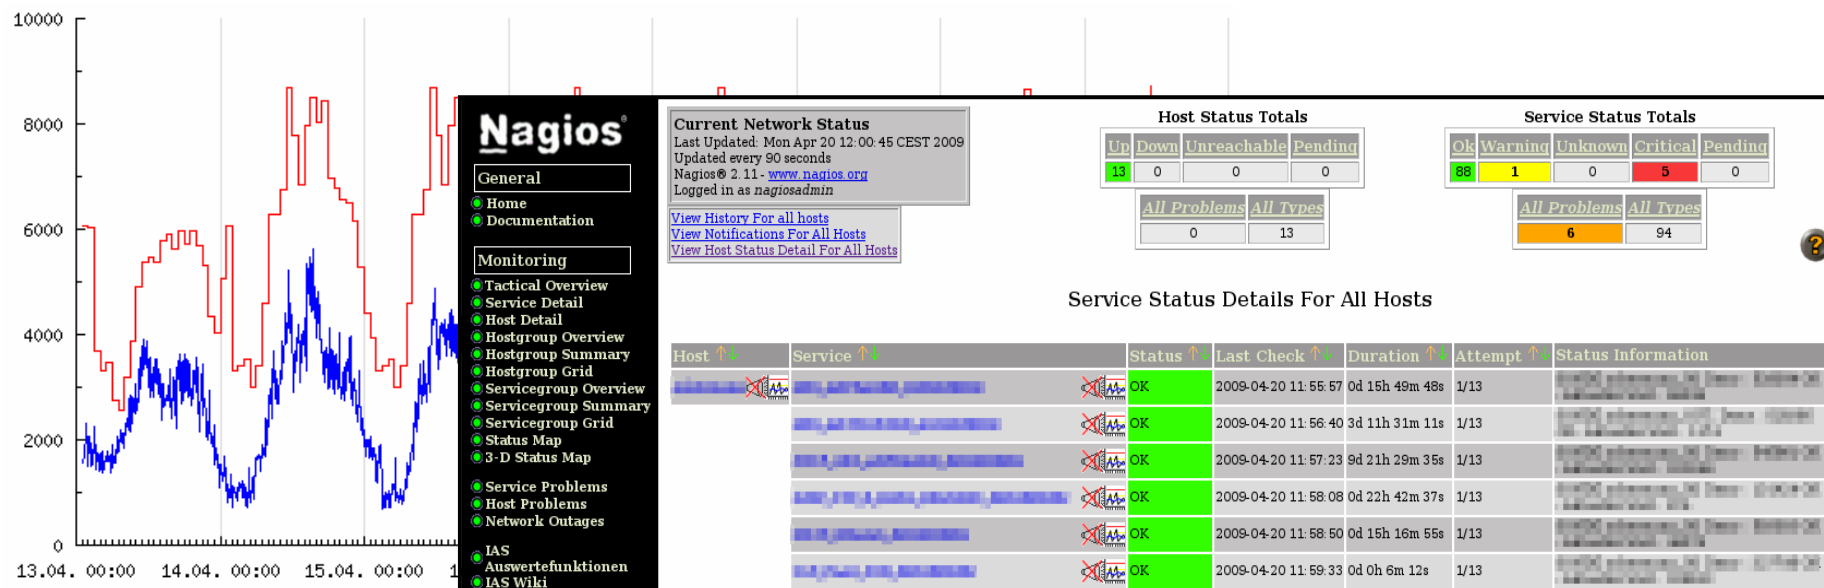 10000
8000
6000
4000
2000
0
13.04. 00:00 14.04. 00:00 15.04. 00:00 1
Nagios®
General
Home
Documentation
Monitoring
Tactical Overview
Service Detail
Host Detail
Hostgroup Overview
Hostgroup Summary
Hostgroup Grid
Servicegroup Overview
Servicegroup Summary
Servicegroup Grid
Status Map
3-D Status Map
Service Problems
Host Problems
Network Outages
IAS
Auswertefunktionen
IAS Wiki
Current Network Status
Last Updated: Mon Apr 20 12:00:45 CEST 2009
Updated every 90 seconds
Nagios® 2.11 - www.nagios.org
Logged in as nagiosadmin
View History For all hosts
View Notifications For All Hosts
View Host Status Detail For All Hosts
Host Status Totals
Up Down Unreachable Pending
13 0 0 0
All Problems All Types
0 13
Service Status Totals
Ok Warning Unknown Critical Pending
88 1 0 5 0
All Problems All Types
6 94
?
Service Status Details For All Hosts
Host Service Status Last Check Duration Attempt Status Information
OK 2009-04-20 11:55:57 0d 15h 49m 48s 1/13
OK 2009-04-20 11:56:40 3d 11h 31m 11s 1/13
OK 2009-04-20 11:57:23 9d 21h 29m 35s 1/13
OK 2009-04-20 11:58:08 0d 22h 42m 37s 1/13
OK 2009-04-20 11:58:50 0d 15h 16m 55s 1/13
OK 2009-04-20 11:59:33 0d 0h 6m 12s 1/13